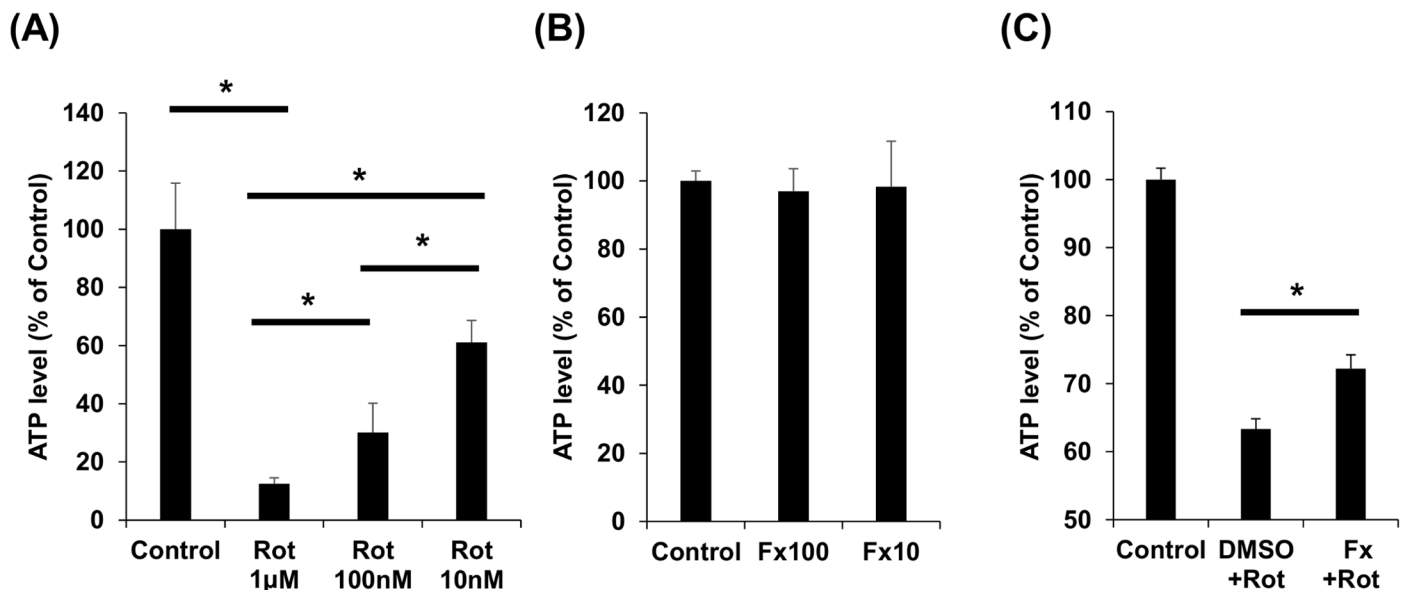 (A)
ATP level (% of Control)
140
120
100
80
60
40
20
0
*
*
*
*
Control
Rot
1µM
Rot
100nM
Rot
10nM
(B)
ATP level (% of Control)
120
100
80
60
40
20
0
Control
Fx100
Fx10
(C)
ATP level (% of Control)
110
100
90
80
70
60
50
*
Control
DMSO
+Rot
Fx
+Rot